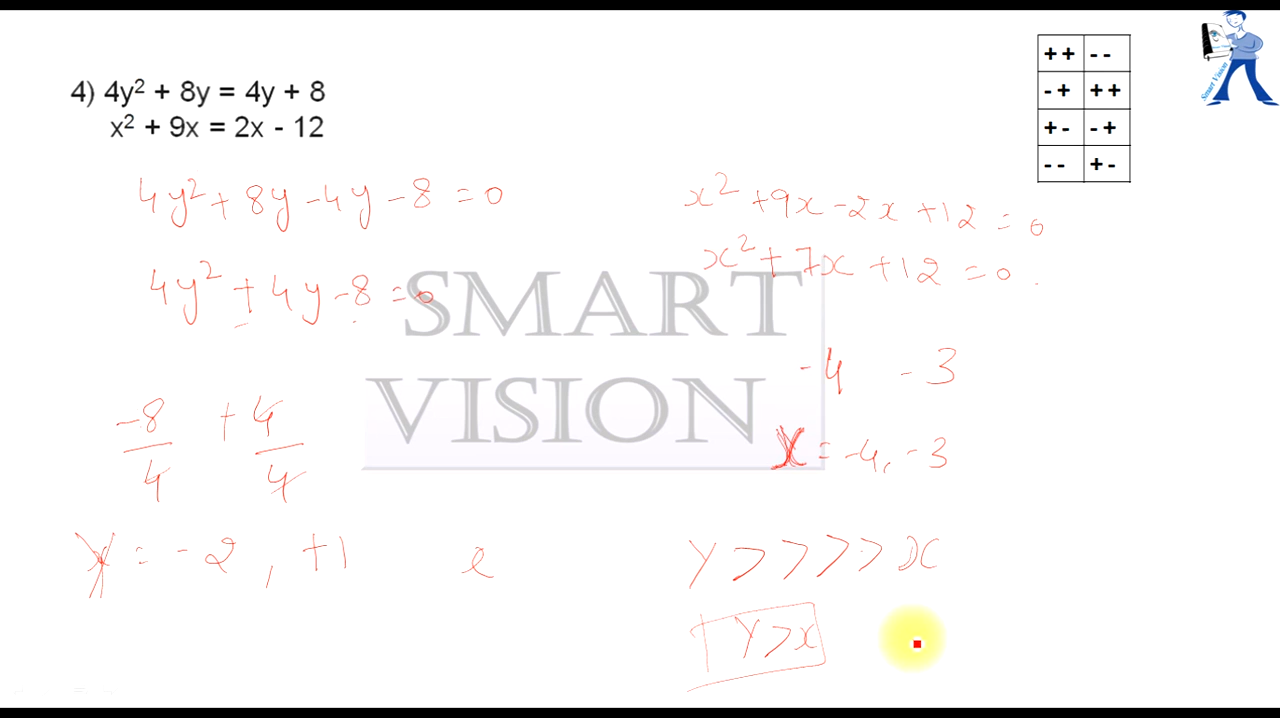 4) 4y² + 8y = 4y + 8
x² + 9x = 2x - 12
++ --
-+ ++
+- -+
-- +-
Smart Vision
4y² + 8y - 4y - 8 = 0
4y² + 4y - 8 = 0
-8/4 +4/4
y = -2, +1
x² + 9x - 2x + 12 = 0
x² + 7x + 12 = 0
-4 -3
X = -4, -3
Y > > > > x
Y > x
SMART
VISION